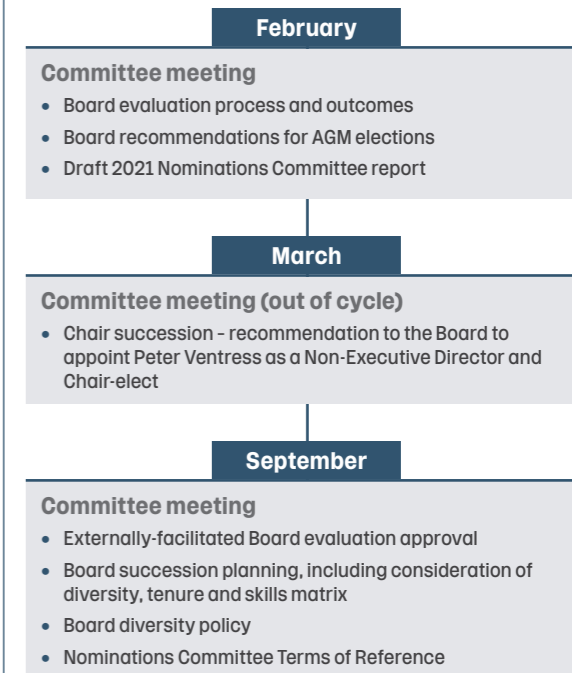 February
Committee meeting
• Board evaluation process and outcomes
• Board recommendations for AGM elections
• Draft 2021 Nominations Committee report
March
Committee meeting (out of cycle)
• Chair succession – recommendation to the Board to
appoint Peter Ventress as a Non-Executive Director and
Chair-elect
September
Committee meeting
• Externally-facilitated Board evaluation approval
• Board succession planning, including consideration of
diversity, tenure and skills matrix
• Board diversity policy
• Nominations Committee Terms of Reference